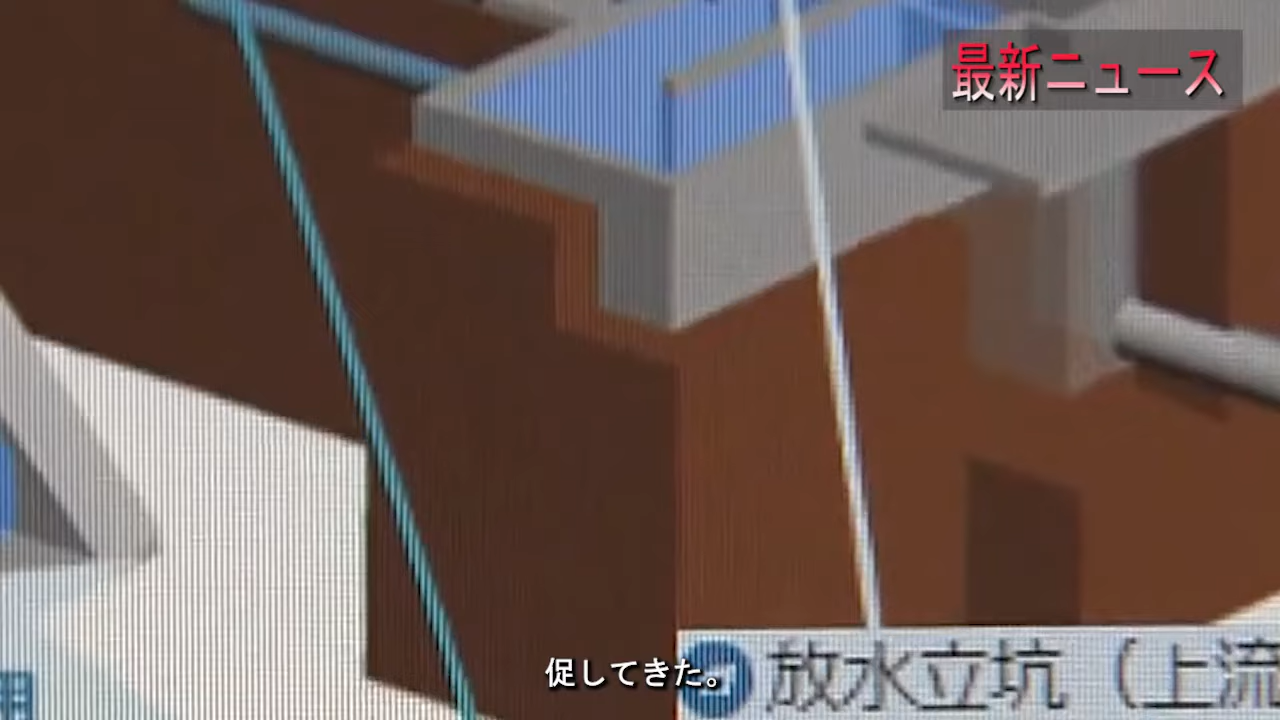 最新ニュース
促してきた。
放水立坑（上流